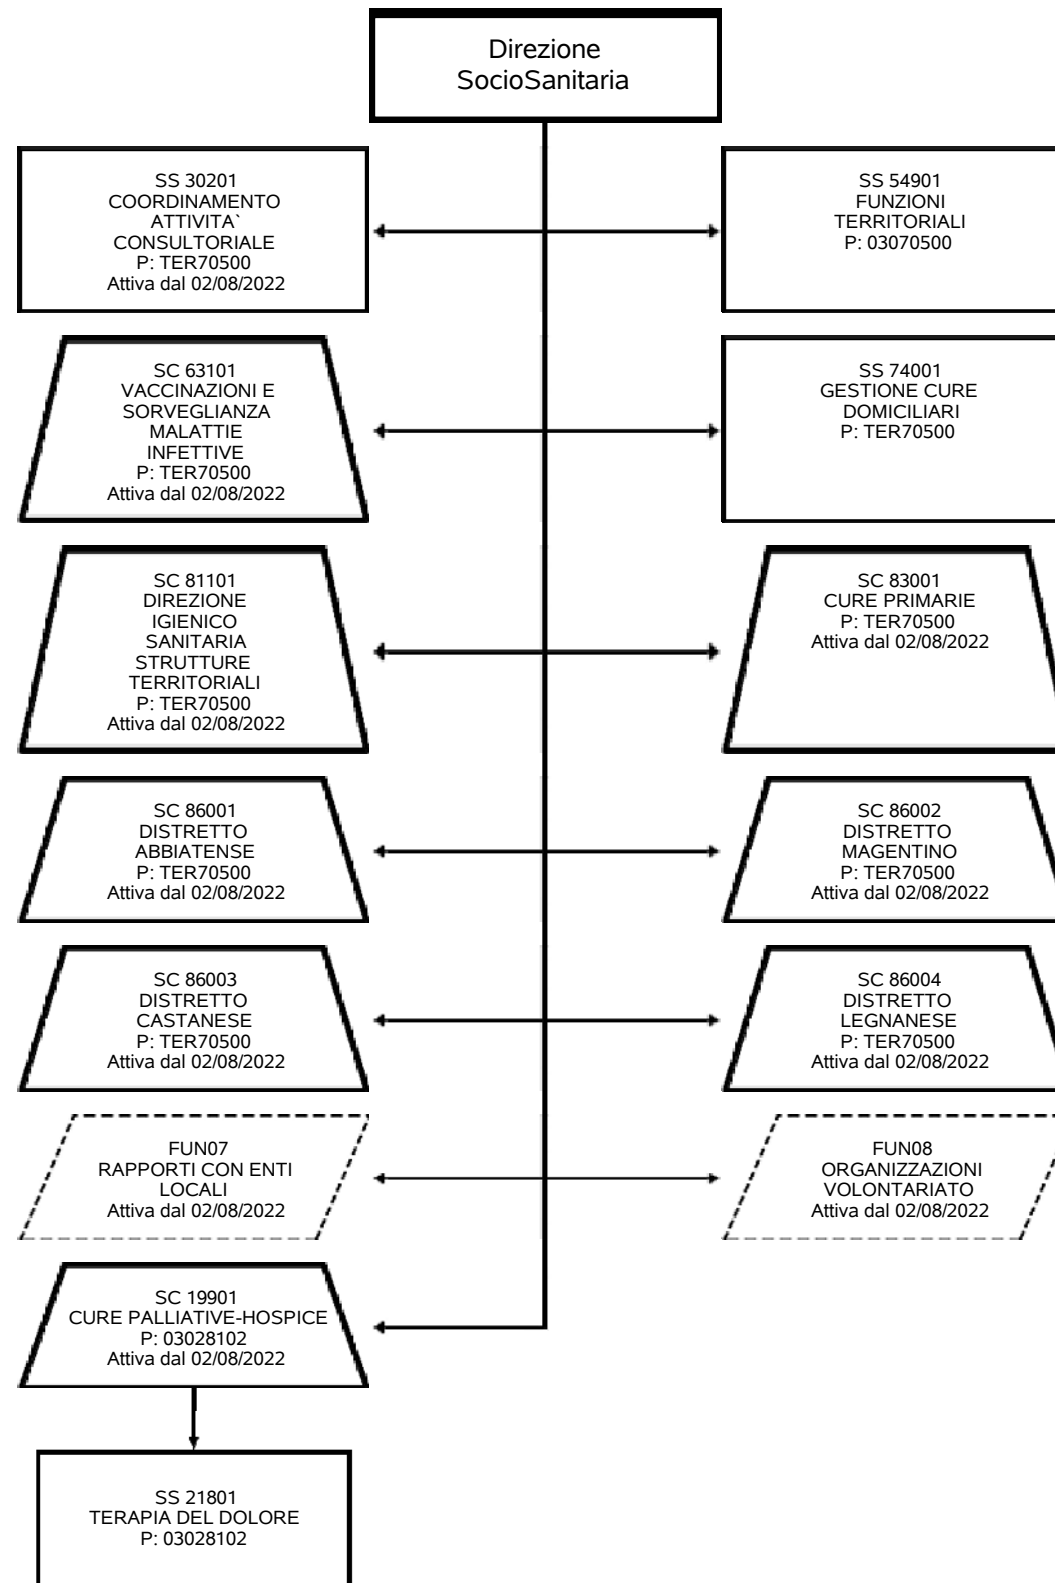 Direzione
SocioSanitaria
SS 30201
COORDINAMENTO
ATTIVITA`
CONSULTORIALE
P: TER70500
Attiva dal 02/08/2022
SS 54901
FUNZIONI
TERRITORIALI
P: 03070500
SC 63101
VACCINAZIONI E
SORVEGLIANZA
MALATTIE
INFETTIVE
P: TER70500
Attiva dal 02/08/2022
SS 74001
GESTIONE CURE
DOMICILIARI
P: TER70500
SC 81101
DIREZIONE
IGIENICO
SANITARIA
STRUTTURE
TERRITORIALI
P: TER70500
Attiva dal 02/08/2022
SC 83001
CURE PRIMARIE
P: TER70500
Attiva dal 02/08/2022
SC 86001
DISTRETTO
ABBIATENSE
P: TER70500
Attiva dal 02/08/2022
SC 86002
DISTRETTO
MAGENTINO
P: TER70500
Attiva dal 02/08/2022
SC 86003
DISTRETTO
CASTANESE
P: TER70500
Attiva dal 02/08/2022
SC 86004
DISTRETTO
LEGNANESE
P: TER70500
Attiva dal 02/08/2022
FUN07
RAPPORTI CON ENTI
LOCALI
Attiva dal 02/08/2022
FUN08
ORGANIZZAZIONI
VOLONTARIATO
Attiva dal 02/08/2022
SC 19901
CURE PALLIATIVE-HOSPICE
P: 03028102
Attiva dal 02/08/2022
SS 21801
TERAPIA DEL DOLORE
P: 03028102